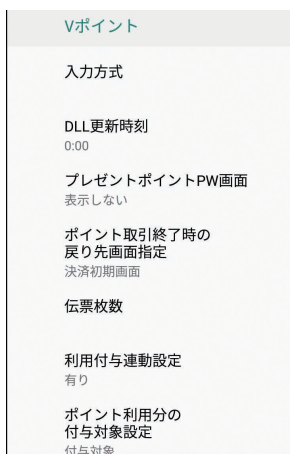 Vポイント
入力方式
DLL更新時刻
0:00
プレゼントポイントPW画面
表示しない
ポイント取引終了時の
戻り先画面指定
決済初期画面
伝票枚数
利用付与連動設定
有り
ポイント利用分の
付与対象設定
付与対象